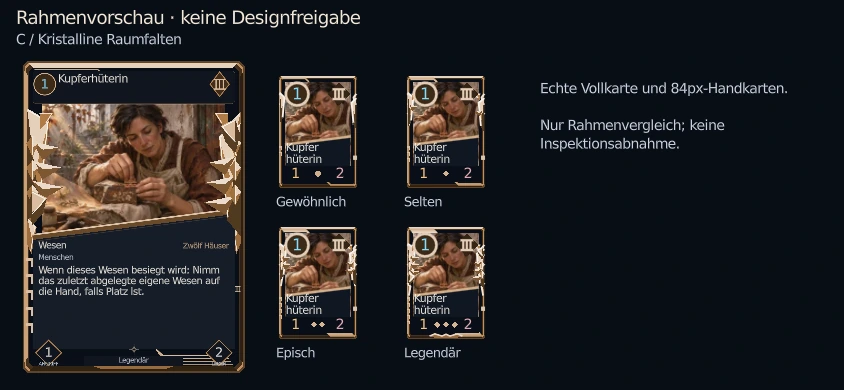 Rahmenvorschau · keine Designfreigabe
C / Kristalline Raumfalten
1 Kupferhüterin III
Wesen Zwölf Häuser
Menschen
Wenn dieses Wesen besiegt wird: Nimm
das zuletzt abgelegte eigene Wesen auf
die Hand, falls Platz ist.
1 2
Legendär
1 III
Kupfer
hüterin
1 2
Gewöhnlich
1 III
Kupfer
hüterin
1 2
Selten
1 III
Kupfer
hüterin
1 2
Episch
1 III
Kupfer
hüterin
1 2
Legendär
Echte Vollkarte und 84px-Handkarten.
Nur Rahmenvergleich; keine
Inspektionsabnahme.